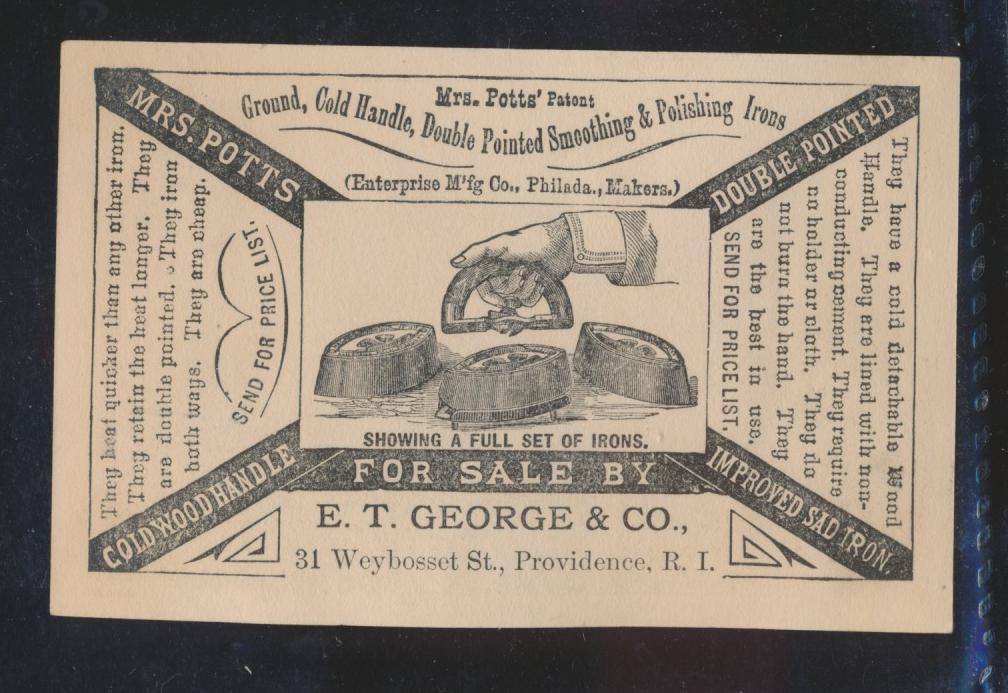 Mrs. Potts' Patent
Ground, Cold Handle, Double Pointed Smoothing & Polishing Irons
(Enterprise M'fg Co., Philada., Makers.)
MRS. POTTS
DOUBLE POINTED
They heat quicker than any other iron.
They retain the heat longer. They
are double pointed. They iron
both ways. They are cheap.
SEND FOR PRICE LIST.
They have a cold detachable Wood
Handle. They are lined with non-
conducting cement. They require
no holder or cloth. They do
not burn the hand. They
are the best in use.
SEND FOR PRICE LIST.
SHOWING A FULL SET OF IRONS.
COLD WOOD HANDLE
IMPROVED SAD IRON.
FOR SALE BY
E. T. GEORGE & CO.,
31 Weybosset St., Providence, R. I.